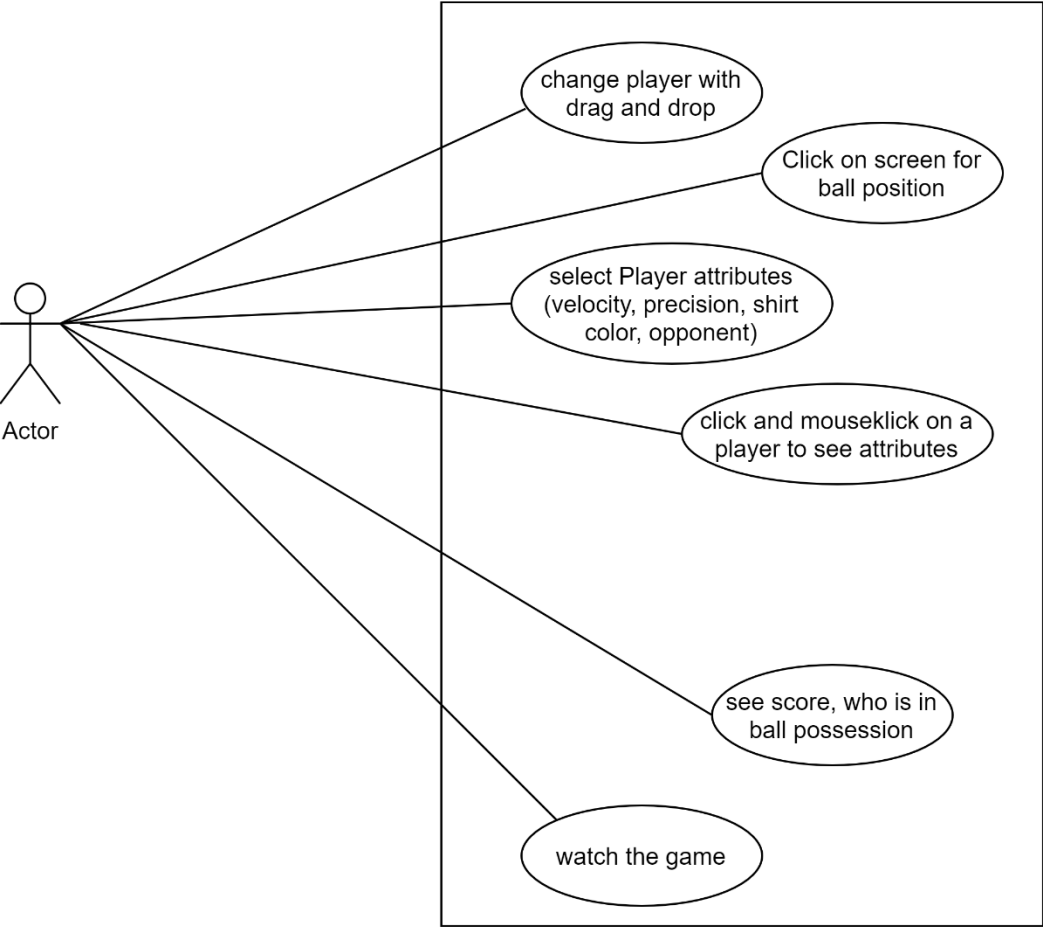 change player with
drag and drop
Click on screen for
ball position
select Player attributes
(velocity, precision, shirt
color, opponent)
click and mouseklick on a
player to see attributes
Actor
see score, who is in
ball possession
watch the game